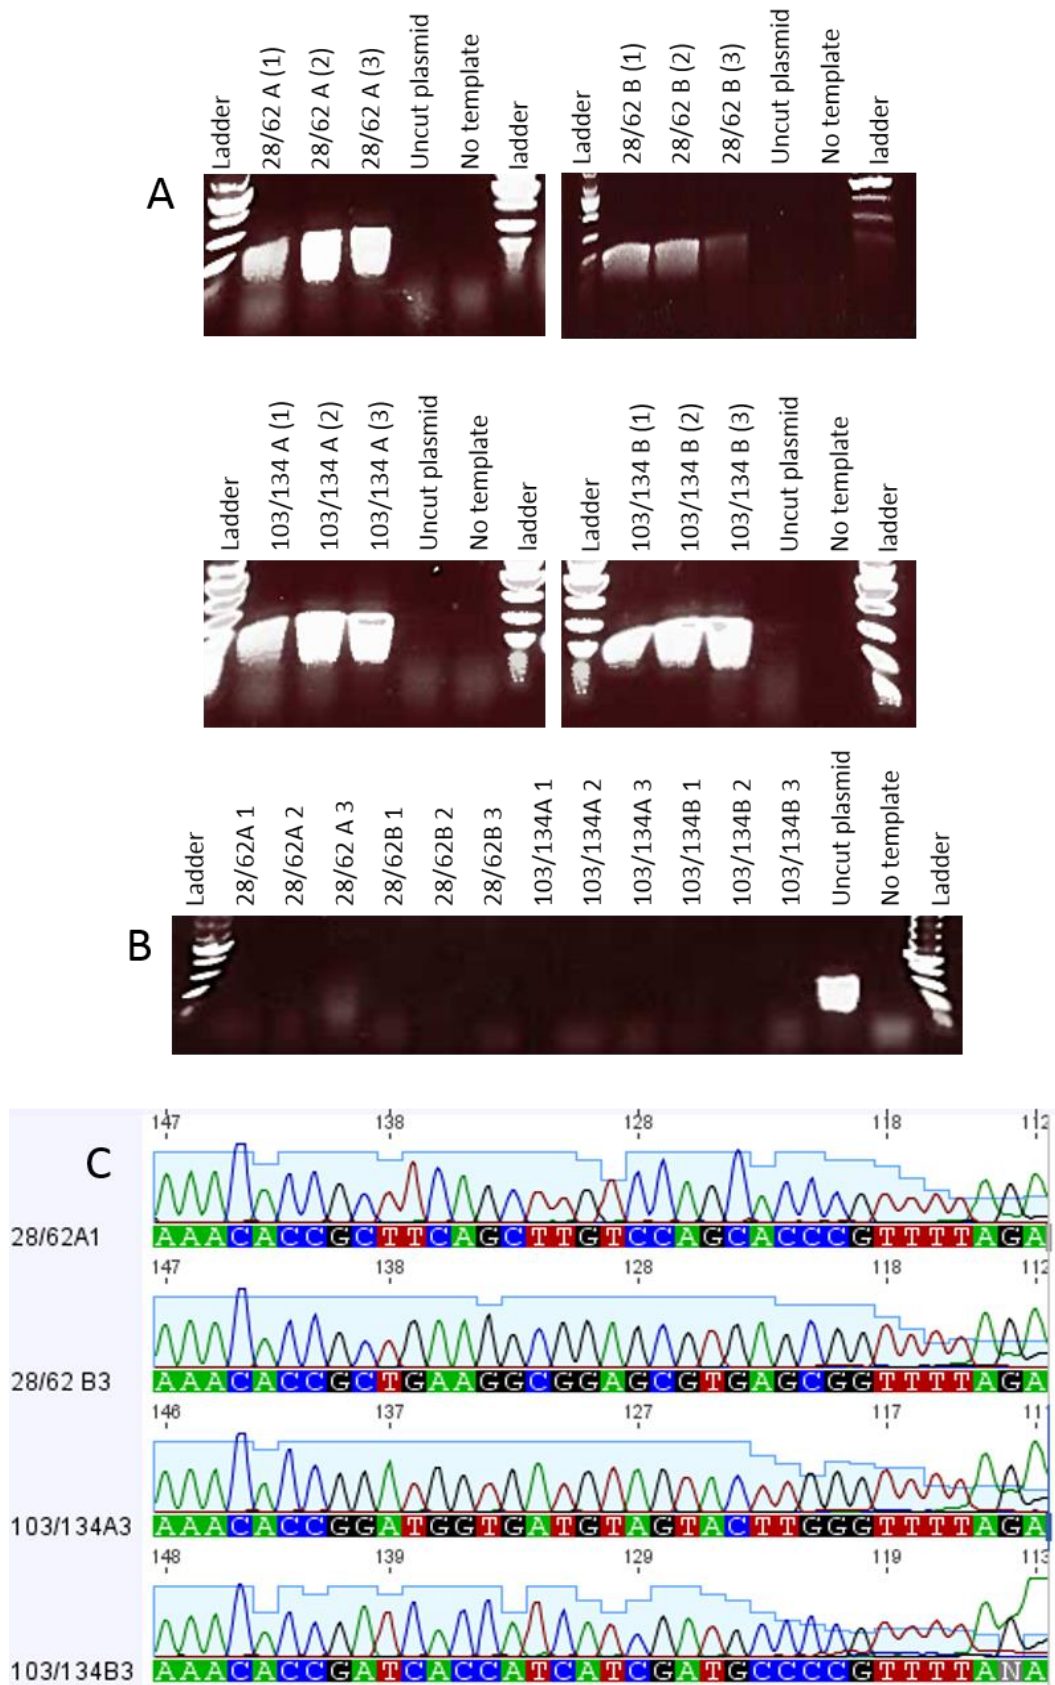 Ladder 28/62 A (1) 28/62 A (2) 28/62 A (3) Uncut plasmid No template ladder
Ladder 28/62 B (1) 28/62 B (2) 28/62 B (3) Uncut plasmid No template ladder
A
Ladder 103/134 A (1) 103/134 A (2) 103/134 A (3) Uncut plasmid No template ladder
Ladder 103/134 B (1) 103/134 B (2) 103/134 B (3) Uncut plasmid No template ladder
Ladder 28/62A 1 28/62A 2 28/62 A 3 28/62B 1 28/62B 2 28/62B 3 103/134A 1 103/134A 2 103/134A 3 103/134B 1 103/134B 2 103/134B 3 Uncut plasmid No template Ladder
B
C
147 138 128 118 112
28/62A1 AAACACCGCTTCAGCTTGTCCAGCACCCGTTTTAGA
147 138 128 118 112
28/62 B3 AAACACCGCTGAAGGCGGAGCGTGAGCGGTTTTAGA
146 137 127 117 111
103/134A3 AAACACCGGATGGTGATGTAGTACTTGGGTTTTAGA
148 139 129 119 113
103/134B3 AAACACCGATCACCATCATCGATGCCCCGTTTTANA